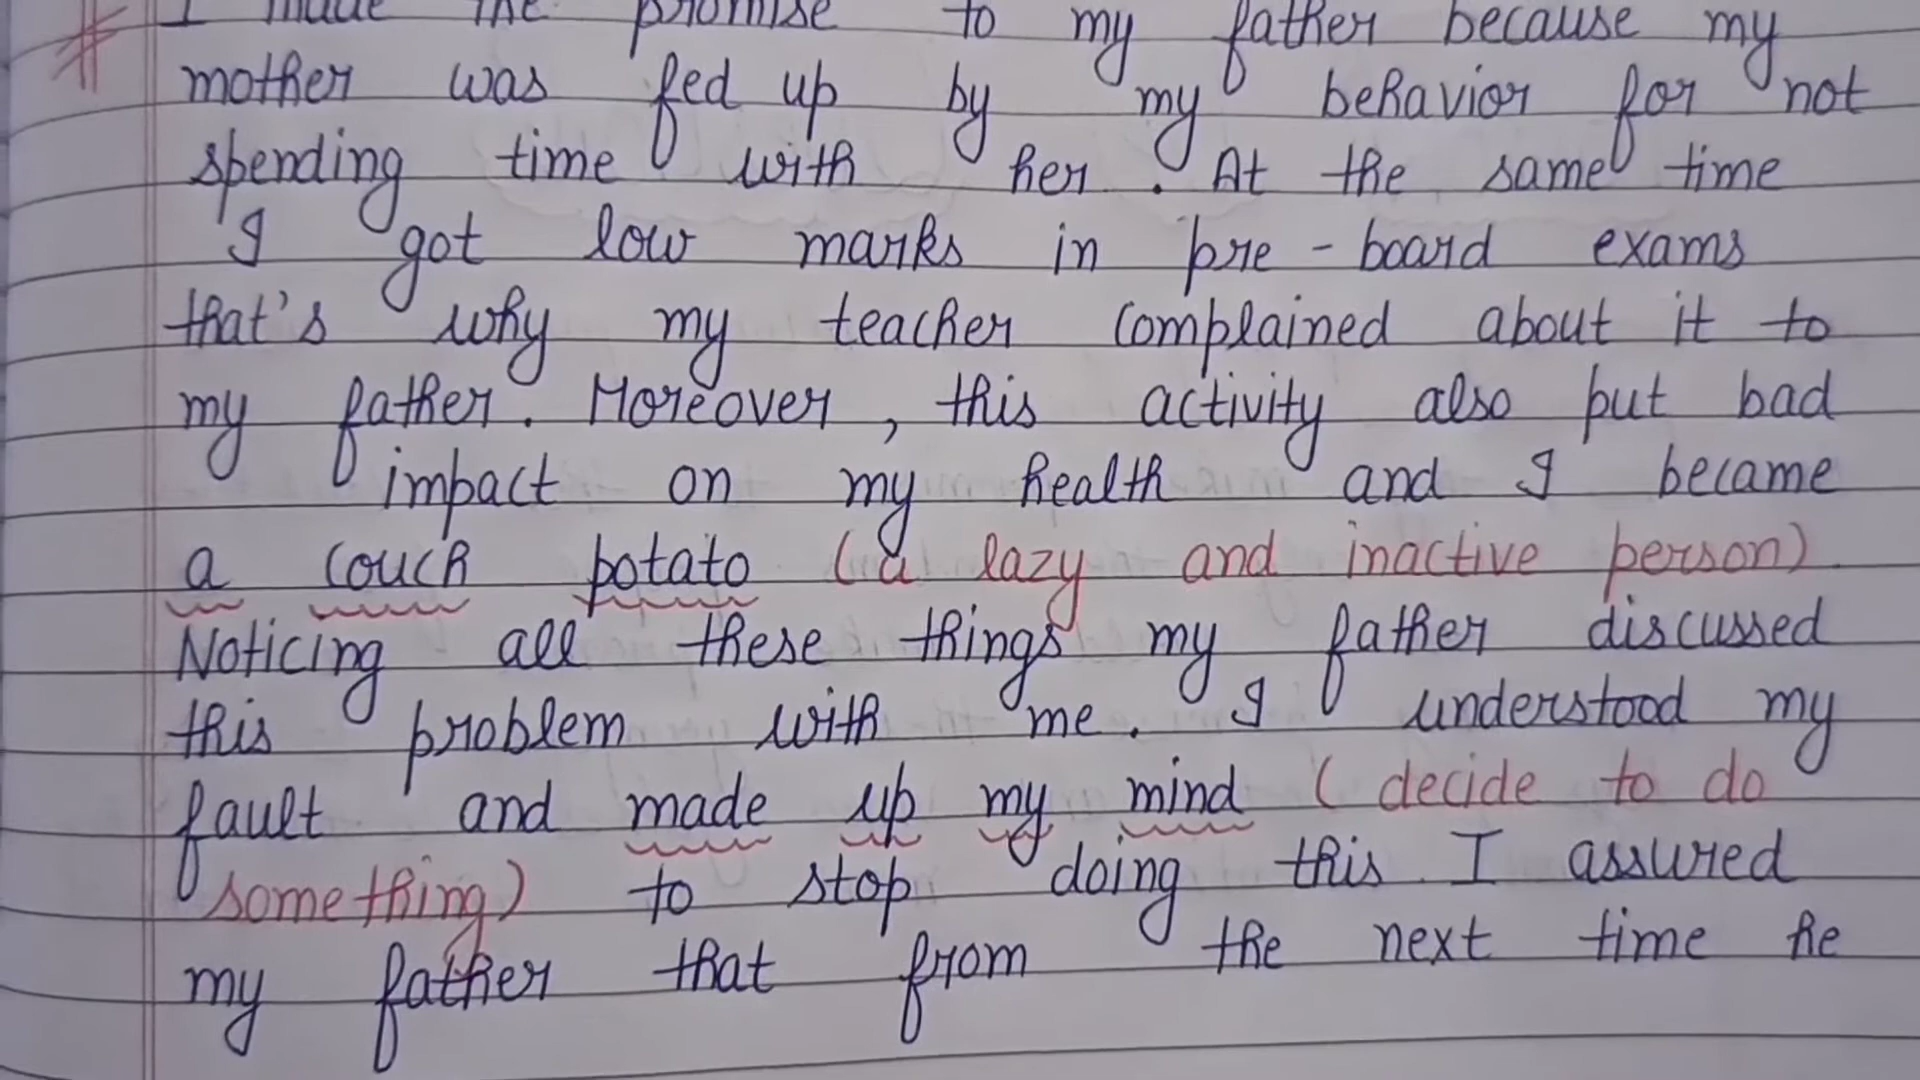 I made the promise to my father because my
mother was fed up by my behavior for not
spending time with her. At the same time
I got low marks in pre-board exams
that's why my teacher complained about it to
my father. Moreover, this activity also put bad
impact on my health and I became
a couch potato (a lazy and inactive person).
Noticing all these things my father discussed
this problem with me. I understood my
fault and made up my mind (decide to do
something) to stop doing this. I assured
my father that from the next time he